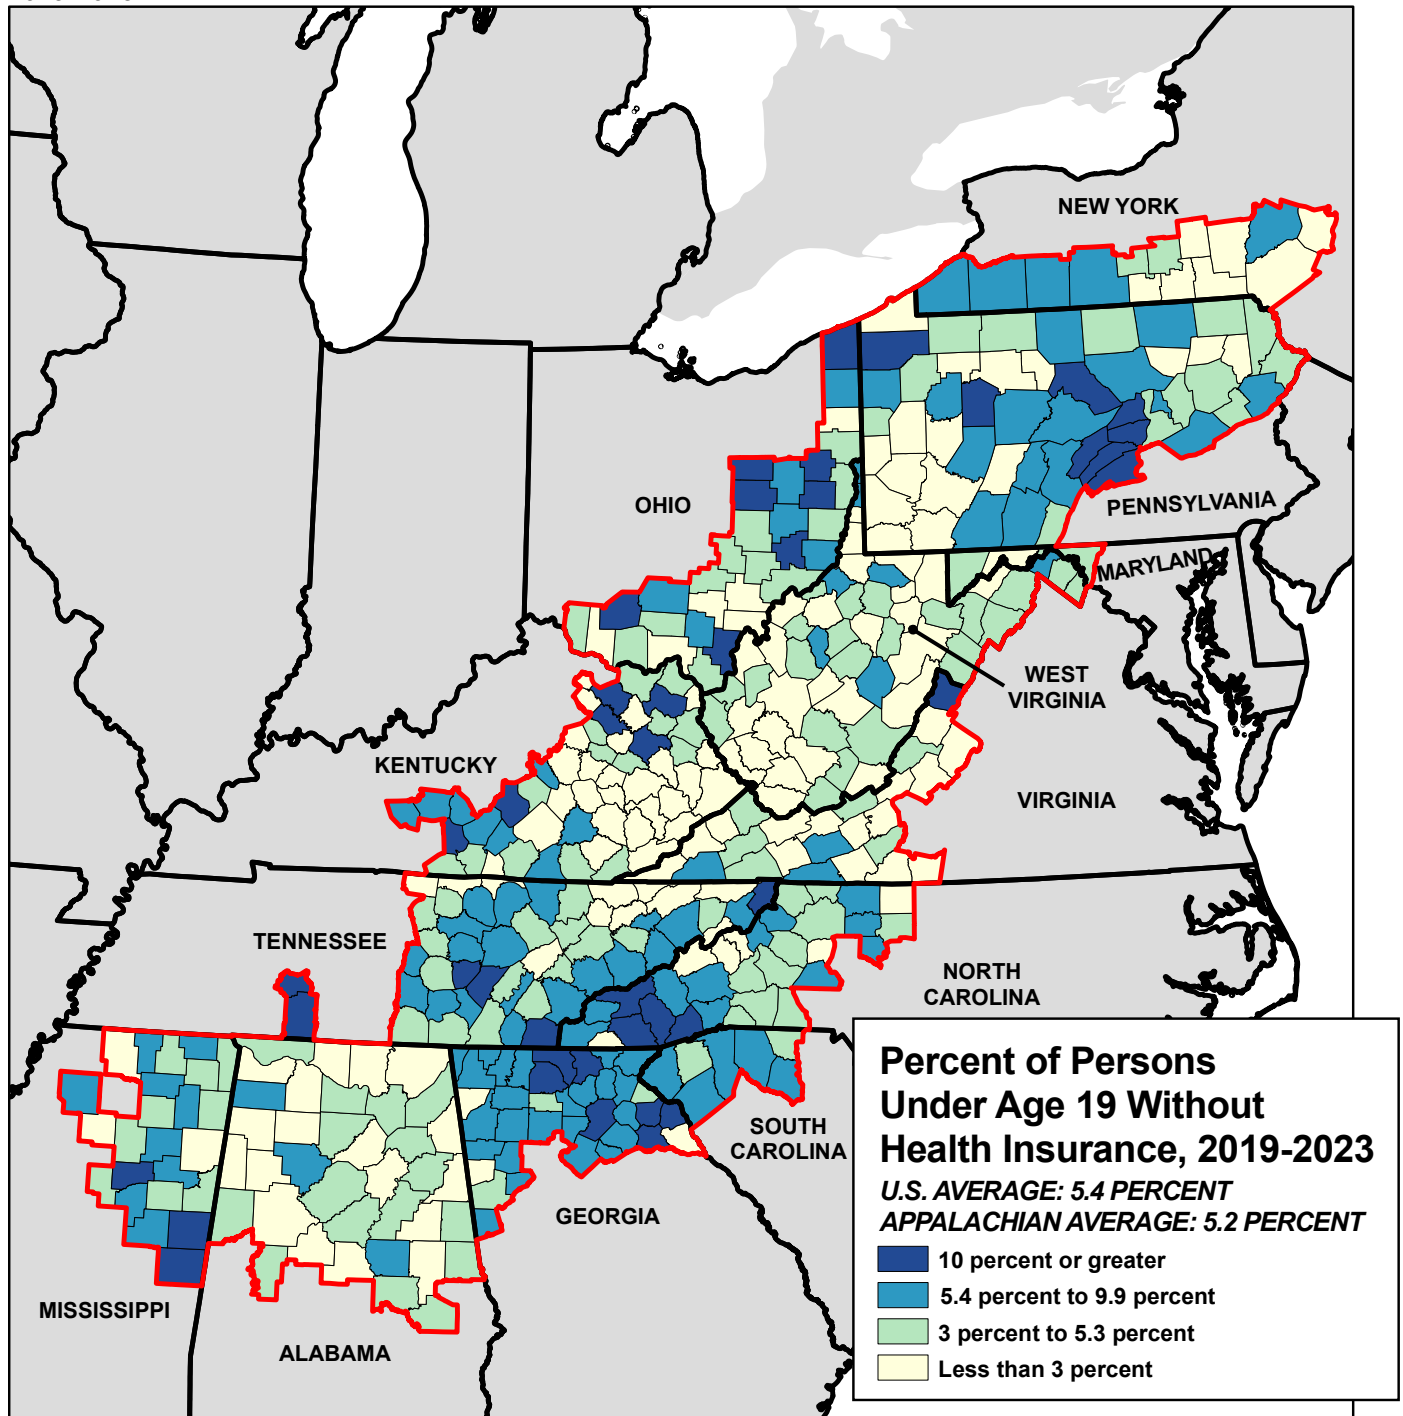 NEW YORK
OHIO
PENNSYLVANIA
MARYLAND
WEST
VIRGINIA
KENTUCKY
VIRGINIA
TENNESSEE
NORTH
CAROLINA
SOUTH
CAROLINA
GEORGIA
MISSISSIPPI
ALABAMA
Percent of Persons
Under Age 19 Without
Health Insurance, 2019-2023
U.S. AVERAGE: 5.4 PERCENT
APPALACHIAN AVERAGE: 5.2 PERCENT
10 percent or greater
5.4 percent to 9.9 percent
3 percent to 5.3 percent
Less than 3 percent